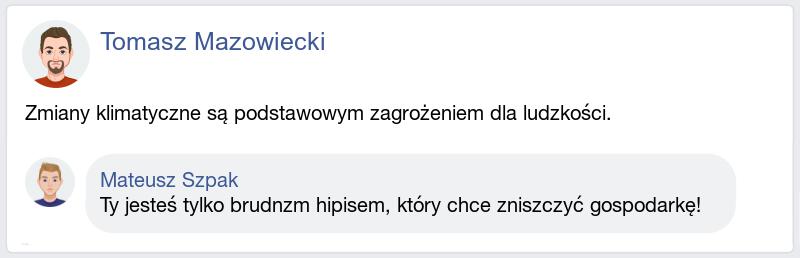 Tomasz Mazowiecki
Zmiany klimatyczne są podstawowym zagrożeniem dla ludzkości.
Mateusz Szpak
Ty jesteś tylko brudnzm hipisem, który chce zniszczyć gospodarkę!